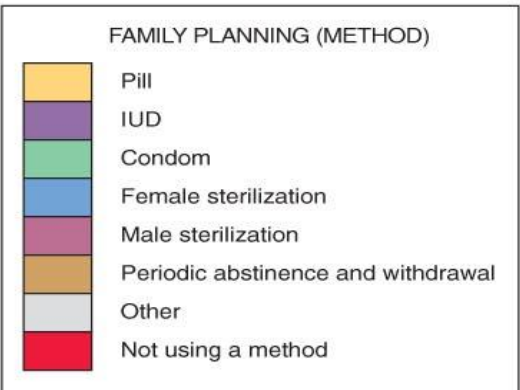 FAMILY PLANNING (METHOD)
Pill
IUD
Condom
Female sterilization
Male sterilization
Periodic abstinence and withdrawal
Other
Not using a method